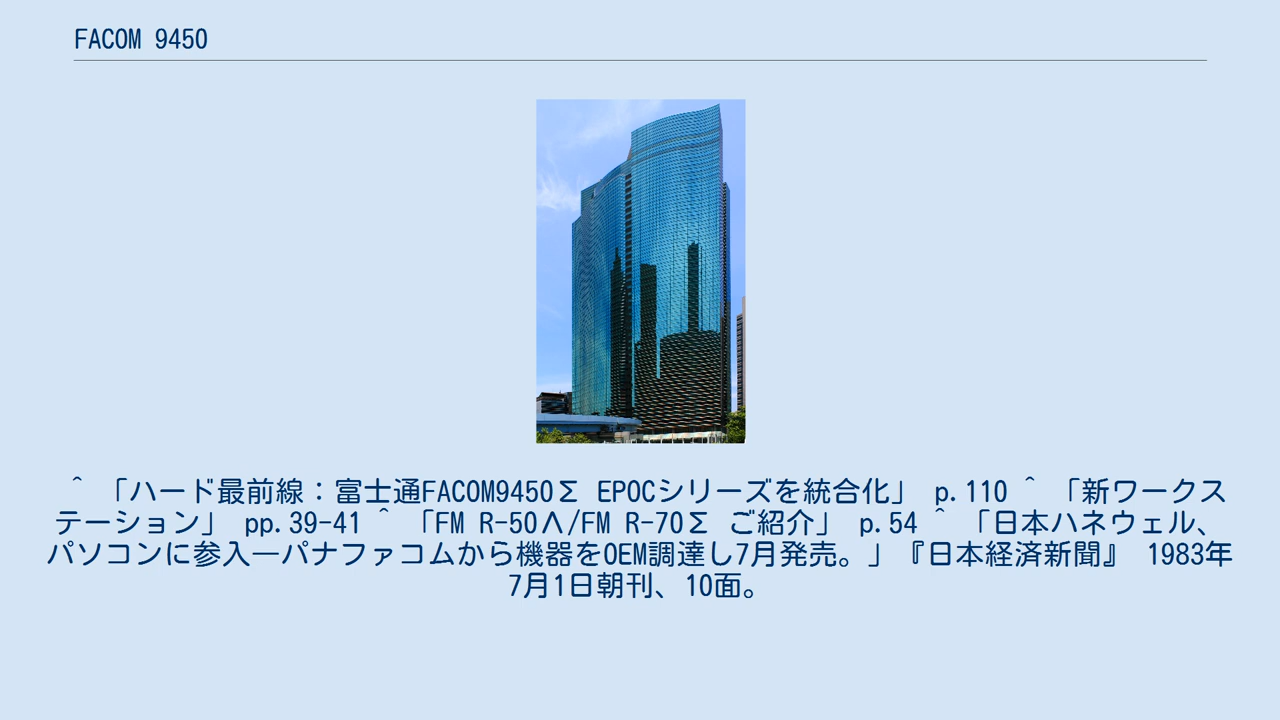 FACOM 9450
^ 「ハード最前線：富士通FACOM9450Σ EPOCシリーズを統合化」 p.110 ^ 「新ワークス
テーション」 pp.39-41 ^ 「FM R-50Λ/FM R-70Σ ご紹介」 p.54 ^ 「日本ハネウェル、
パソコンに参入―パナファコムから機器をOEM調達し7月発売。」『日本経済新聞』 1983年
7月1日朝刊、10面。